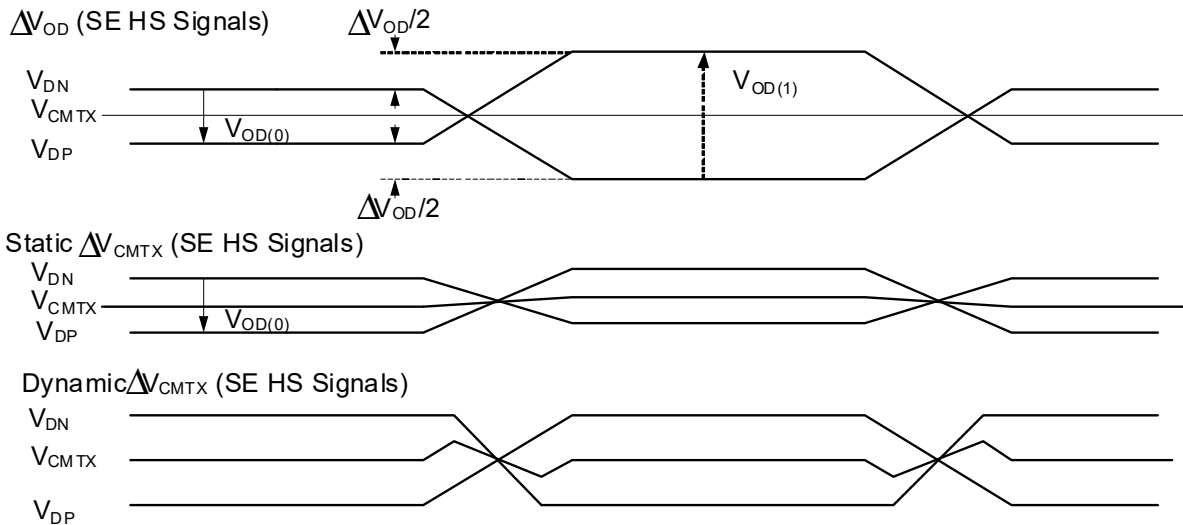 ΔV_OD (SE HS Signals)
ΔV_OD/2
V_DN
V_CMTX
V_OD(0)
V_OD(1)
V_DP
ΔV_OD/2
Static ΔV_CMTX (SE HS Signals)
V_DN
V_CMTX
V_OD(0)
V_DP
Dynamic ΔV_CMTX (SE HS Signals)
V_DN
V_CMTX
V_DP